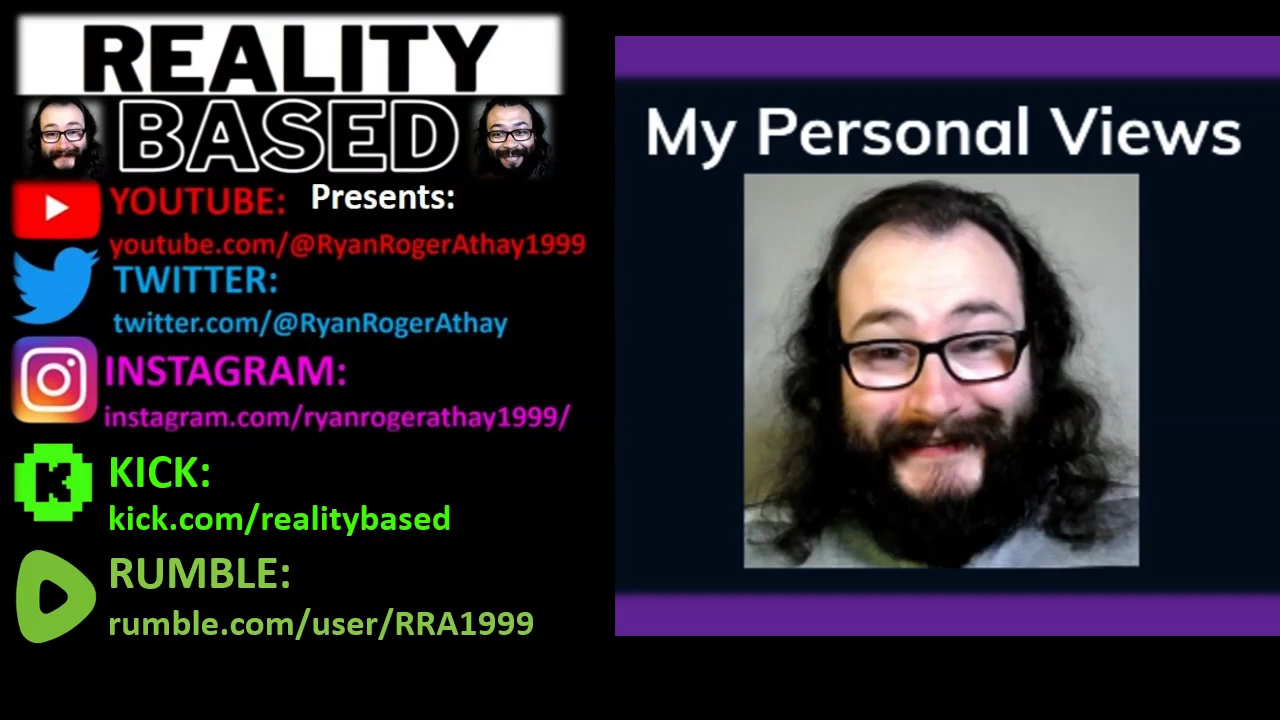 REALITY
BASED
YOUTUBE: Presents:
youtube.com/@RyanRogerAthay1999
TWITTER:
twitter.com/@RyanRogerAthay
INSTAGRAM:
instagram.com/ryanrogerathay1999/
K
KICK:
kick.com/realitybased
RUMBLE:
rumble.com/user/RRA1999
My Personal Views